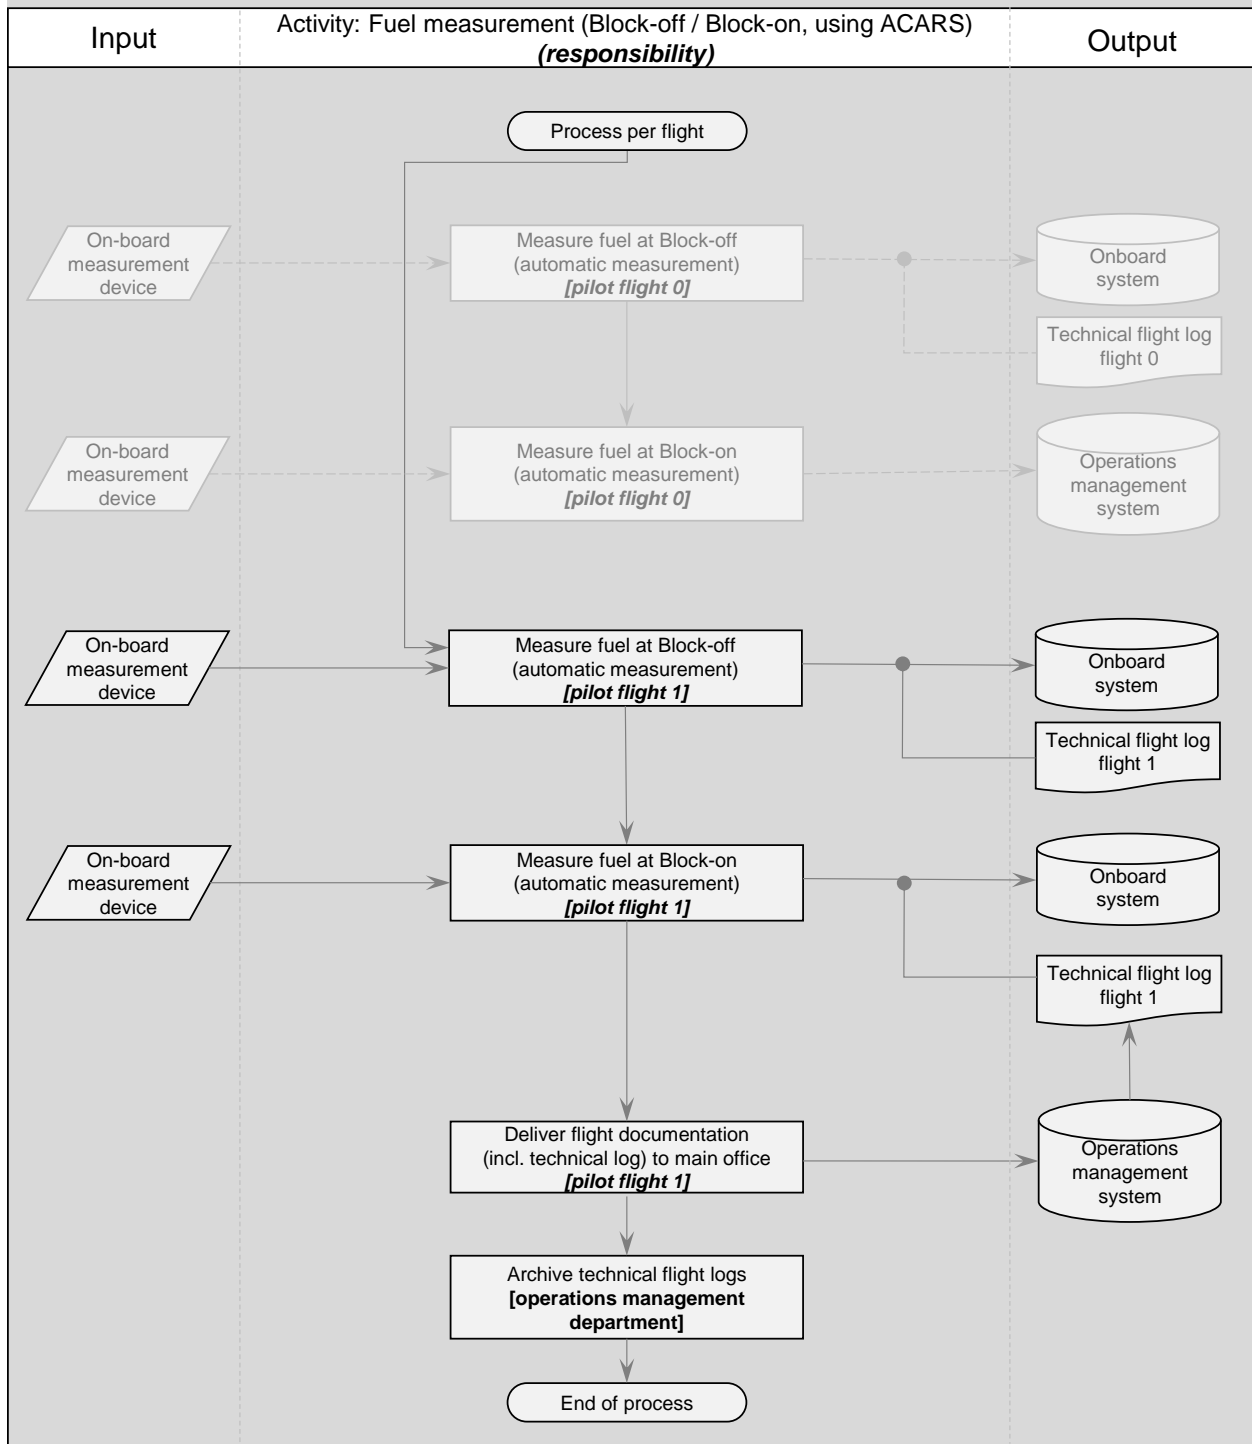 Input
Activity: Fuel measurement (Block-off / Block-on, using ACARS)
(responsibility)
Output
Process per flight
On-board
measurement
device
Measure fuel at Block-off
(automatic measurement)
[pilot flight 0]
Onboard
system
Technical flight log
flight 0
On-board
measurement
device
Measure fuel at Block-on
(automatic measurement)
[pilot flight 0]
Operations
management
system
On-board
measurement
device
Measure fuel at Block-off
(automatic measurement)
[pilot flight 1]
Onboard
system
Technical flight log
flight 1
On-board
measurement
device
Measure fuel at Block-on
(automatic measurement)
[pilot flight 1]
Onboard
system
Technical flight log
flight 1
Deliver flight documentation
(incl. technical log) to main office
[pilot flight 1]
Operations
management
system
Archive technical flight logs
[operations management
department]
End of process